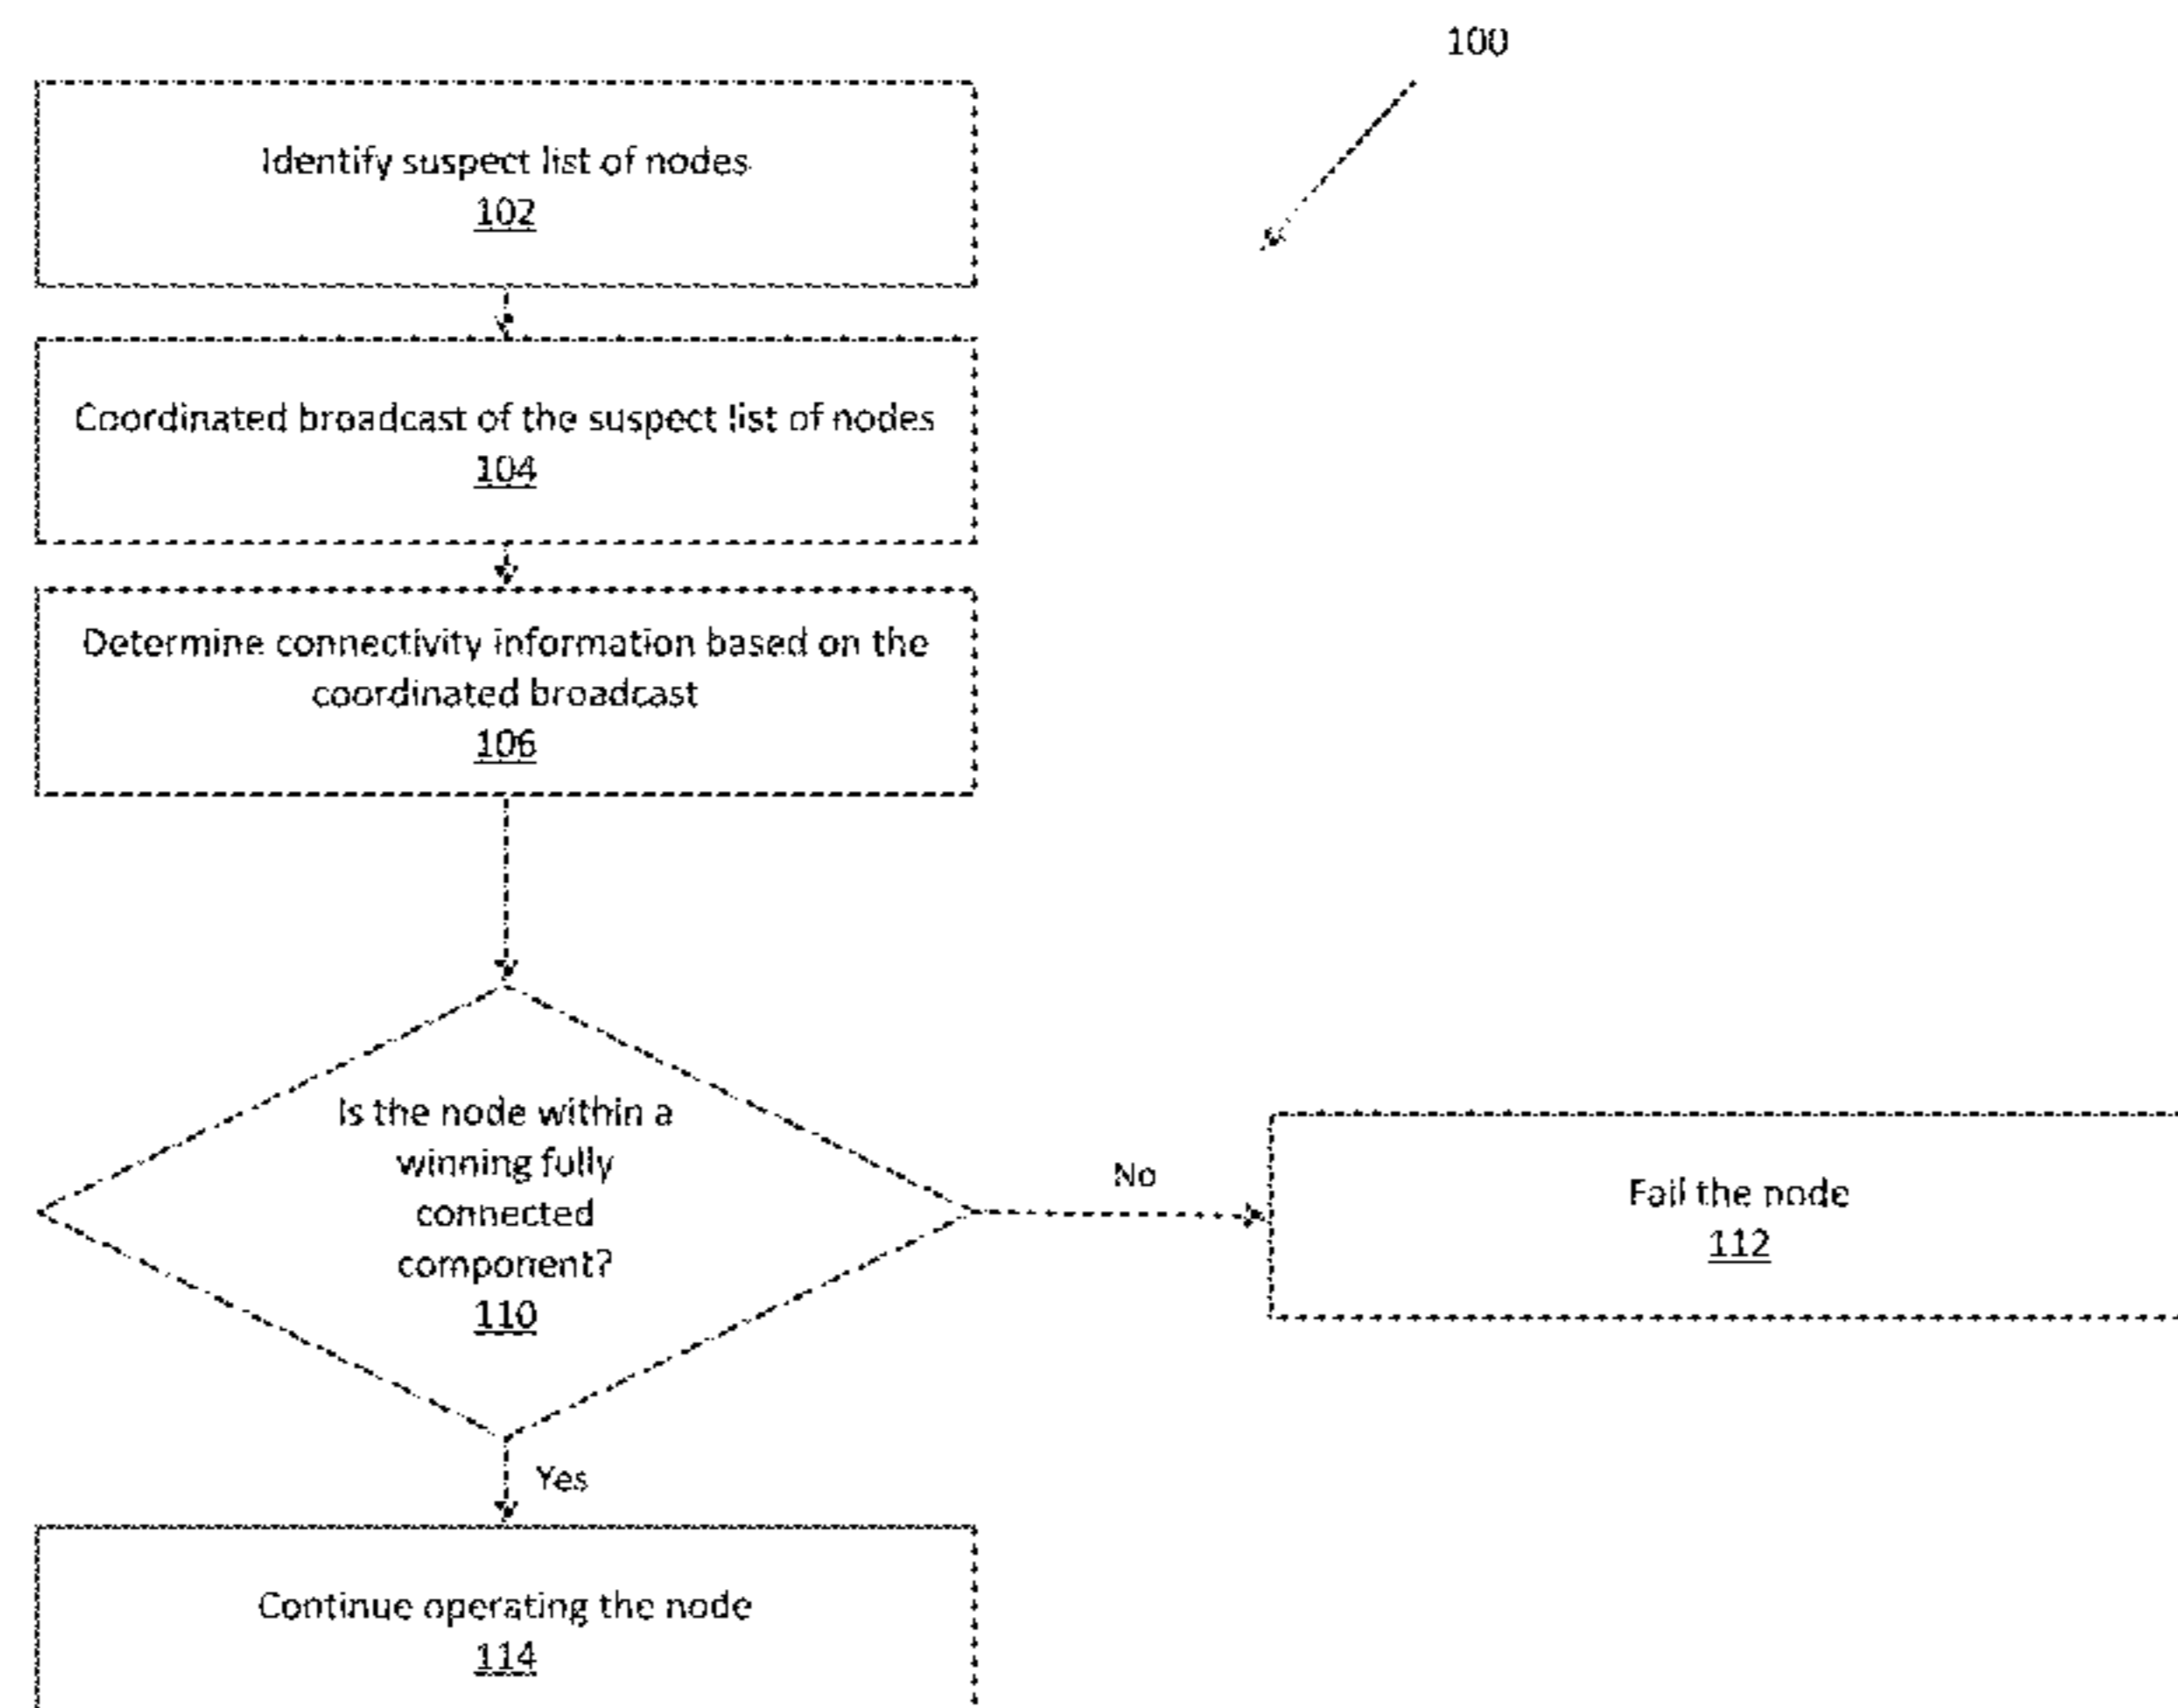 100
Identify suspect list of nodes
102
Coordinated broadcast of the suspect list of nodes
104
Determine connectivity information based on the
coordinated broadcast
106
Is the node within a
winning fully
connected
component?
110
No
Fail the node
112
Yes
Continue operating the node
114